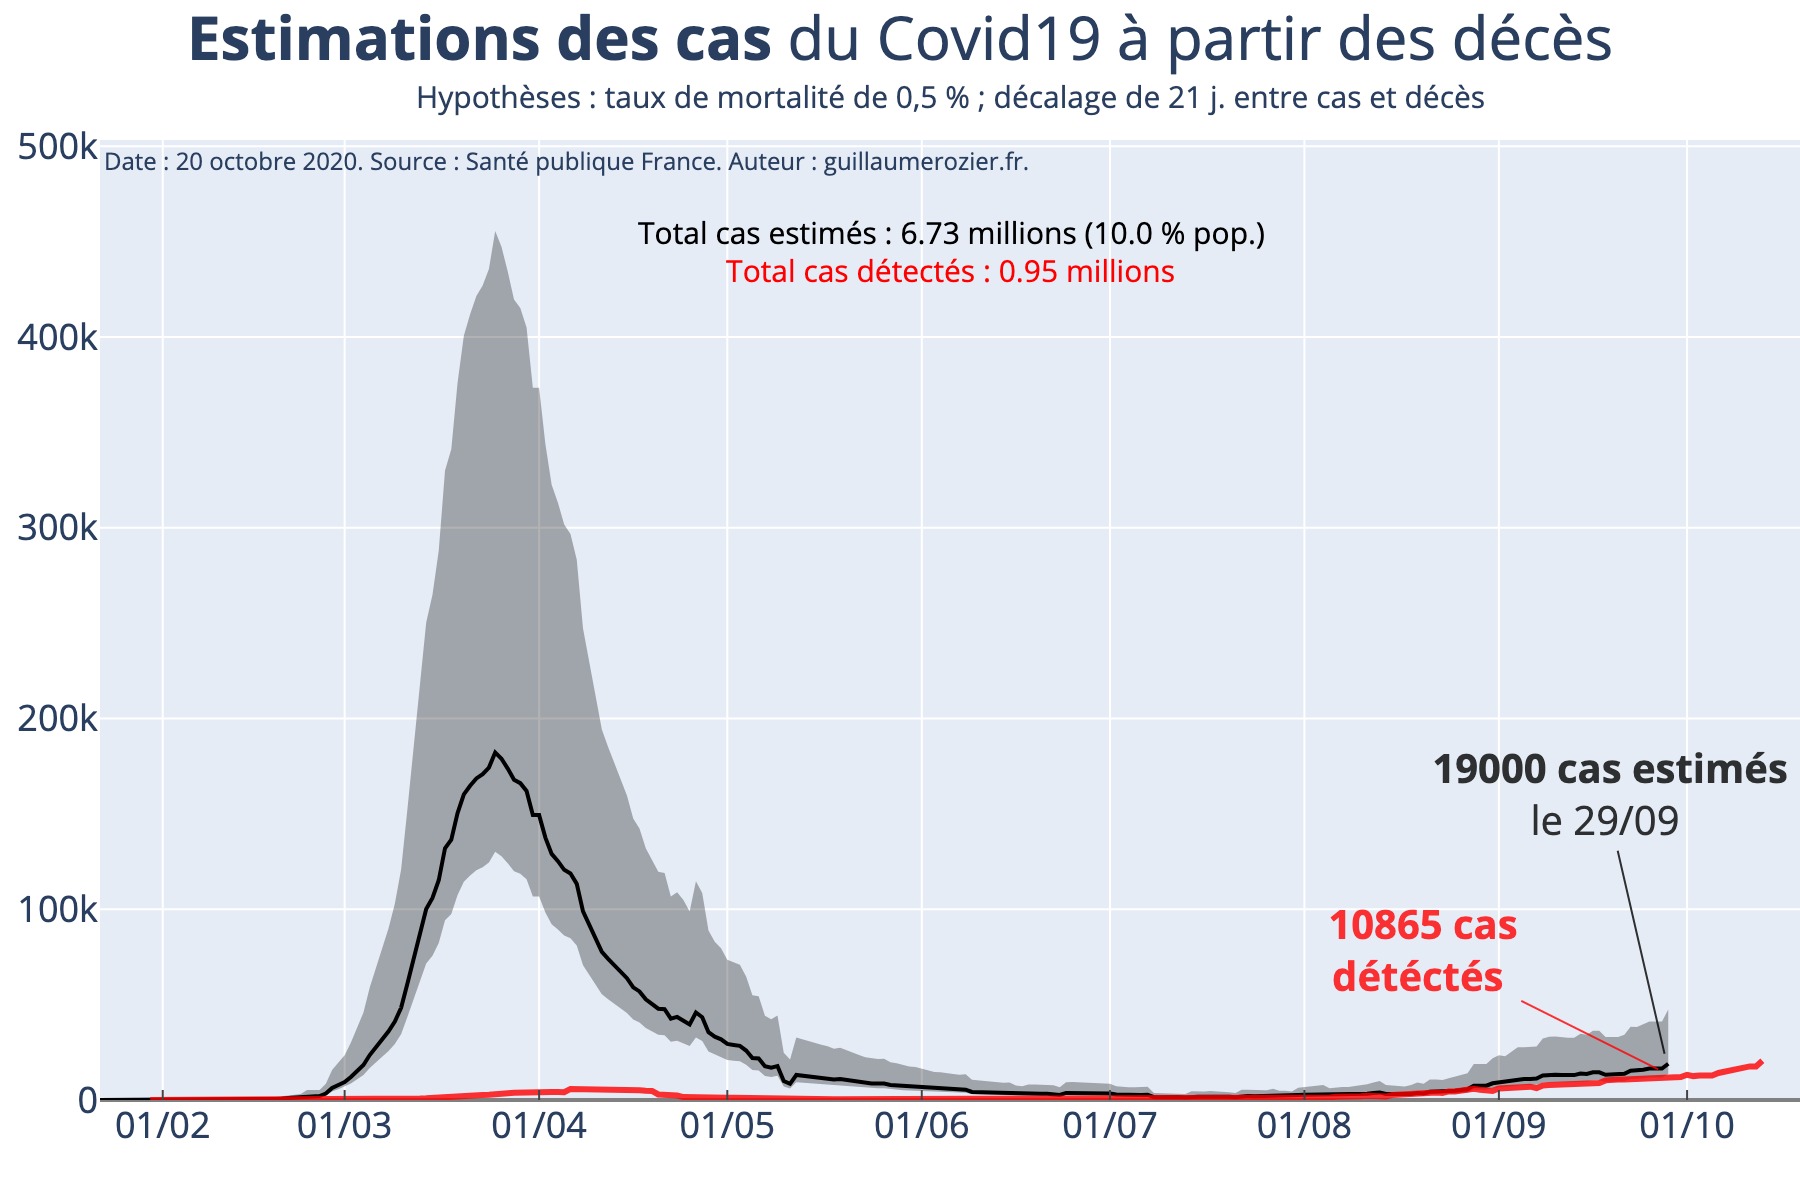 Estimations des cas du Covid19 à partir des décès
Hypothèses : taux de mortalité de 0,5 % ; décalage de 21 j. entre cas et décès
500k
Date : 20 octobre 2020. Source : Santé publique France. Auteur : guillaumerozier.fr.
Total cas estimés : 6.73 millions (10.0 % pop.)
Total cas détectés : 0.95 millions
400k
300k
200k
19000 cas estimés
le 29/09
100k
10865 cas
détéctés
0
01/02 01/03 01/04 01/05 01/06 01/07 01/08 01/09 01/10